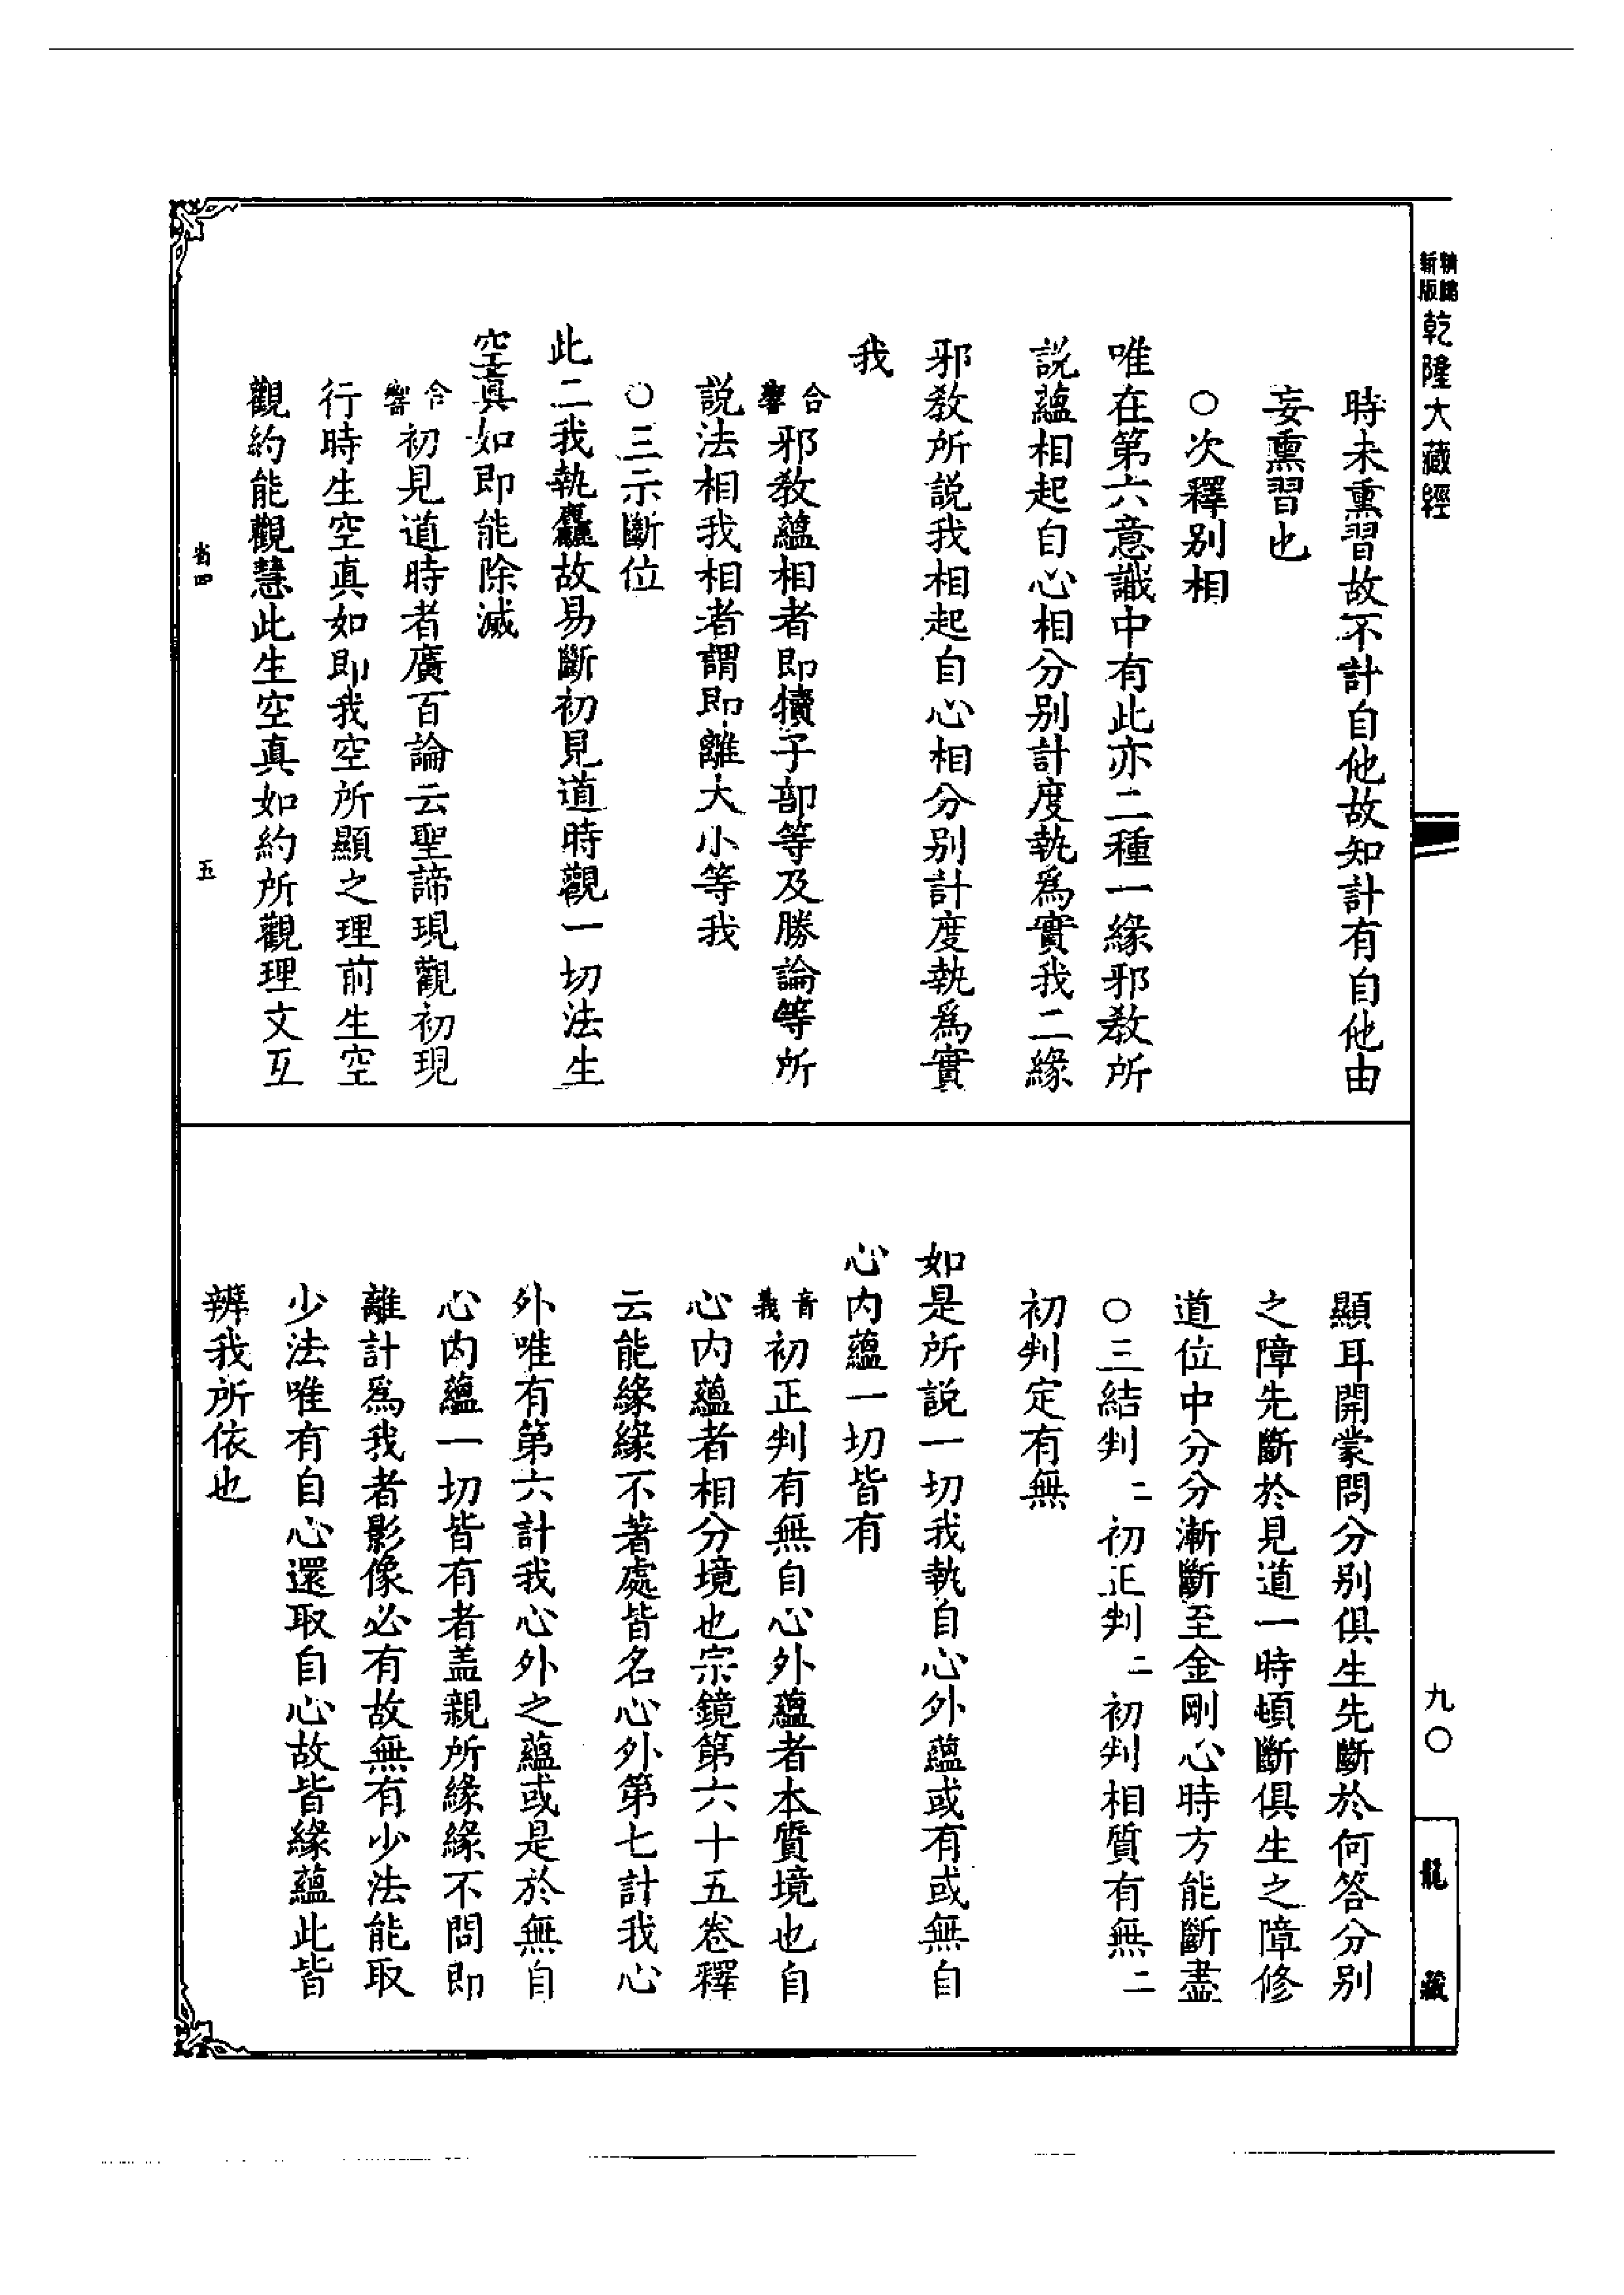 精縮
新版
乾隆大藏經
九〇
龍藏
時未熏習故不計自他故知計有自他由
妄熏習也
○次釋別相
唯在第六意識中有此亦二種一緣邪教所
説蘊相起自心相分別計度執爲實我二緣
邪教所説我相起自心相分別計度執爲實
我
合響邪教蘊相者即犢子部等及勝論等所
説法相我相者謂即離大小等我
○三示斷位
此二我執麤故易斷初見道時觀一切法生
空真如即能除滅
合響初見道時者廣百論云聖諦現觀初現
行時生空真如即我空所顯之理前生空
觀約能觀慧此生空真如約所觀理文互
省四
五
顯耳開蒙問分別俱生先斷於何答分別
之障先斷於見道一時頓斷俱生之障修
道位中分分漸斷至金剛心時方能斷盡
○三結判二初正判二初判相質有無二
初判定有無
如是所説一切我執自心外蘊或有或無自
心內蘊一切皆有
音義初正判有無自心外蘊者本質境也自
心內蘊者相分境也宗鏡第六十五卷釋
云能緣緣不著處皆名心外第七計我心
外唯有第六計我心外之蘊或是於無自
心內蘊一切皆有者蓋親所緣緣不問即
離計爲我者影像必有故無有少法能取
少法唯有自心還取自心故皆緣蘊此皆
辨我所依也